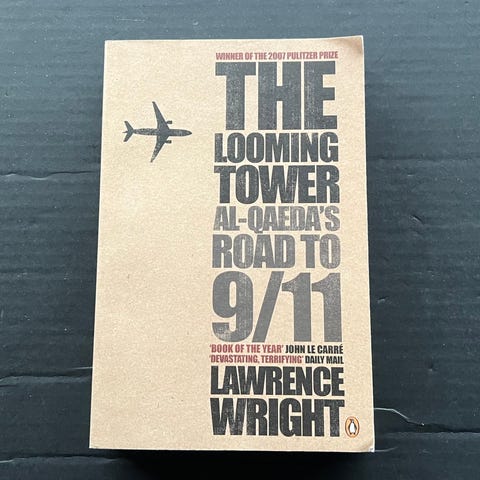 WINNER OF THE 2007 PULITZER PRIZE
THE
LOOMING
TOWER
AL-QAEDA'S
ROAD TO
9/11
'BOOK OF THE YEAR' JOHN LE CARRÉ
'DEVASTATING, TERRIFYING' DAILY MAIL
LAWRENCE
WRIGHT